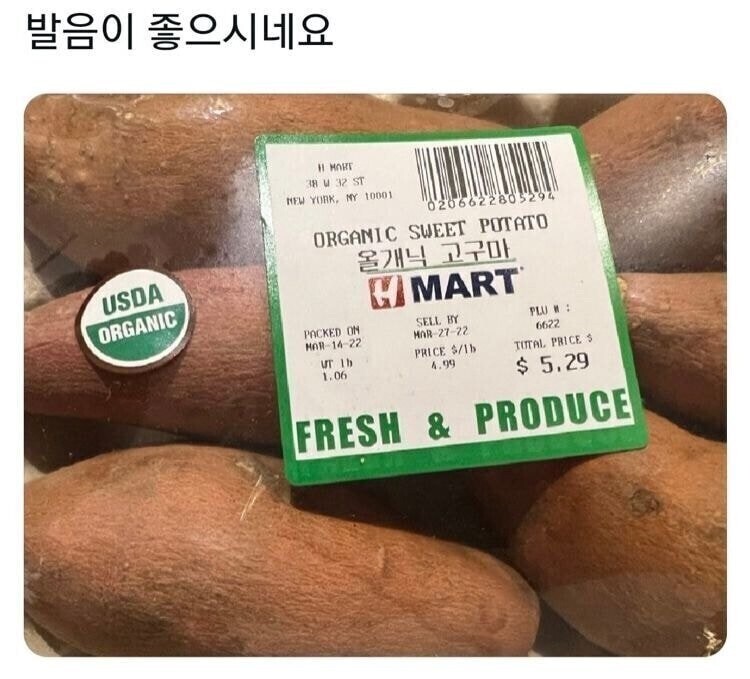 발음이 좋으시네요
H MART
38 W 32 ST
NEW YORK, NY 10001
0206622805294
ORGANIC SWEET POTATO
올개닉 고구마
H MART
USDA
ORGANIC
PACKED ON
MAR-14-22
SELL BY
MAR-27-22
PLU # :
6622
WT lb
1.06
PRICE $/lb
4.99
TOTAL PRICE $
$ 5.29
FRESH & PRODUCE